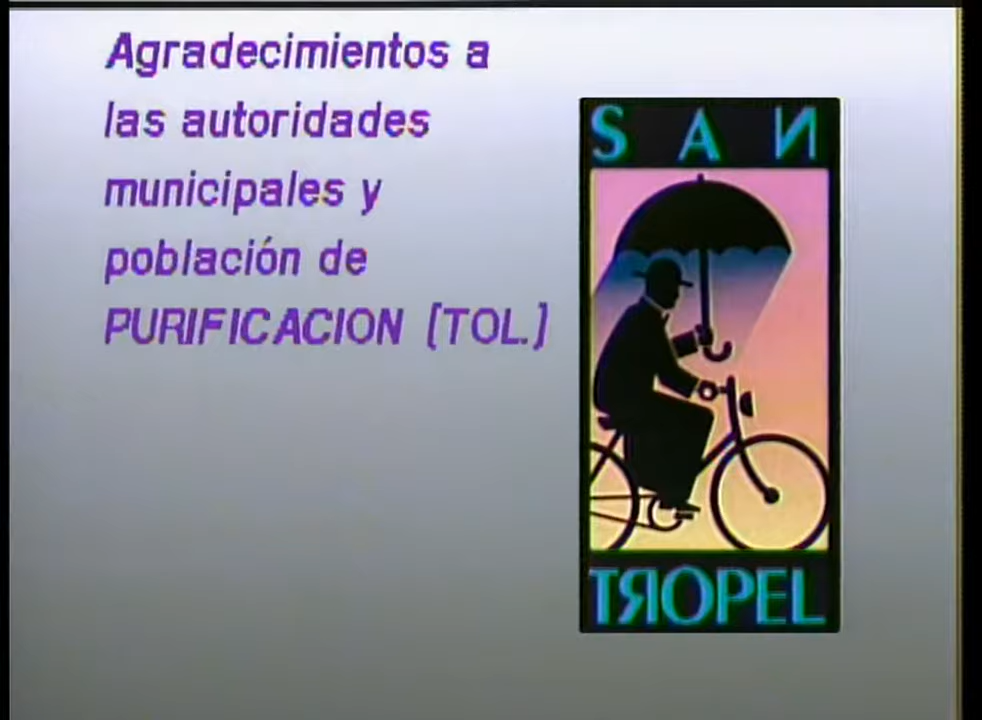 Agradecimientos a
las autoridades
municipales y
población de
PURIFICACION (TOL.)
SAN
TROPEL